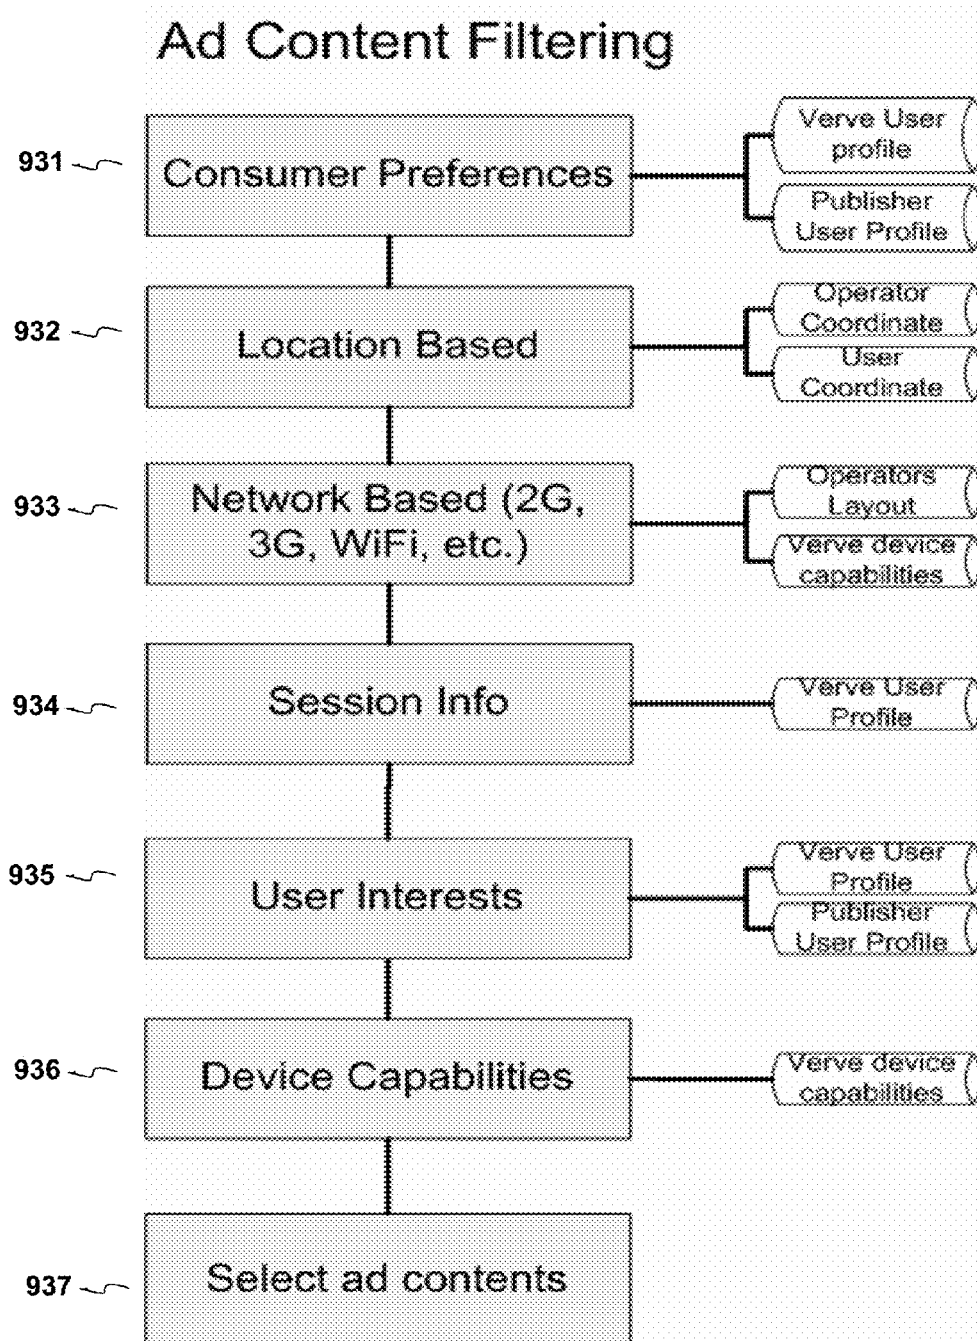 Ad Content Filtering
931
Consumer Preferences
Verve User
profile
Publisher
User Profile
932
Location Based
Operator
Coordinate
User
Coordinate
933
Network Based (2G,
3G, WiFi, etc.)
Operators
Layout
Verve device
capabilities
934
Session Info
Verve User
Profile
935
User Interests
Verve User
Profile
Publisher
User Profile
936
Device Capabilities
Verve device
capabilities
937
Select ad contents